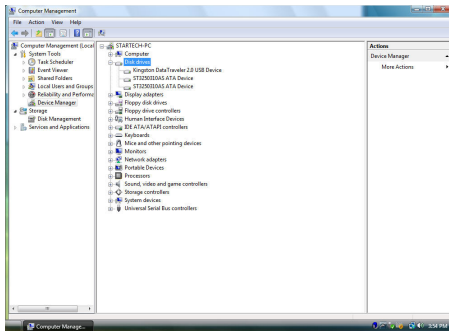 Computer Management
File Action View Help
Computer Management (Local
System Tools
Task Scheduler
Event Viewer
Shared Folders
Local Users and Groups
Reliability and Performa
Device Manager
Storage
Disk Management
Services and Applications
STARTECH-PC
Computer
Disk drives
Kingston DataTraveler 2.0 USB Device
ST3250310AS ATA Device
ST3250310AS ATA Device
Display adapters
Floppy disk drives
Floppy drive controllers
Human Interface Devices
IDE ATA/ATAPI controllers
Keyboards
Mice and other pointing devices
Monitors
Network adapters
Portable Devices
Processors
Sound, video and game controllers
Storage controllers
System devices
Universal Serial Bus controllers
Actions
Device Manager
More Actions
Computer Manage...
3:54 PM